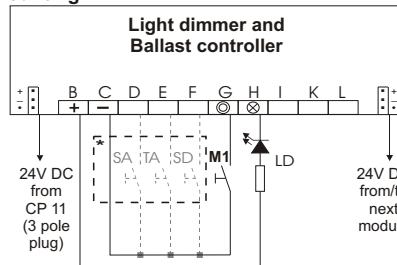 Light dimmer and
Ballast controller
B C D E F G H I K L
+ −
*
SA TA SD M1
LD
24V DC
from
CP 11
(3 pole
plug)
24V D
from/t
next
modu